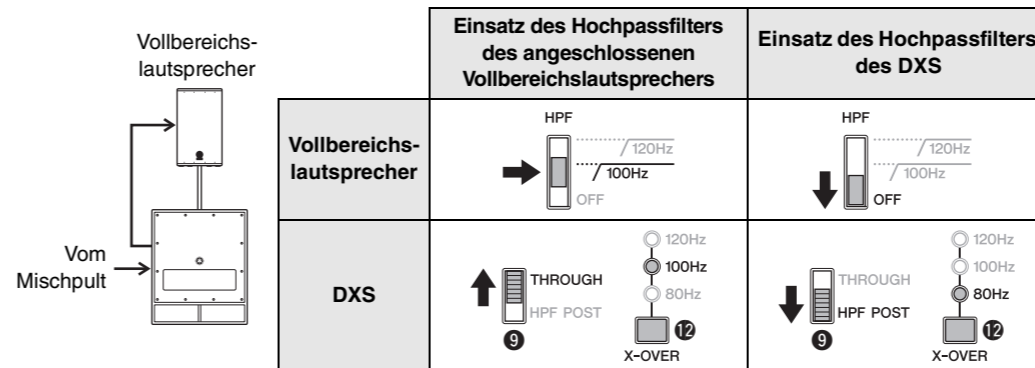 Vollbereichs-
lautsprecher
Vom
Mischpult
Einsatz des Hochpassfilters
des angeschlossenen
Vollbereichslautsprechers
Einsatz des Hochpassfilters
des DXS
Vollbereichs-
lautsprecher
HPF
120Hz
100Hz
OFF
HPF
120Hz
100Hz
OFF
DXS
THROUGH
HPF POST
9
120Hz
100Hz
80Hz
12
X-OVER
THROUGH
HPF POST
9
120Hz
100Hz
80Hz
12
X-OVER